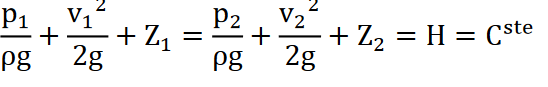 p₁/ρg + v₁²/2g + Z₁ = p₂/ρg + v₂²/2g + Z₂ = H = Cˢᵗᵉ